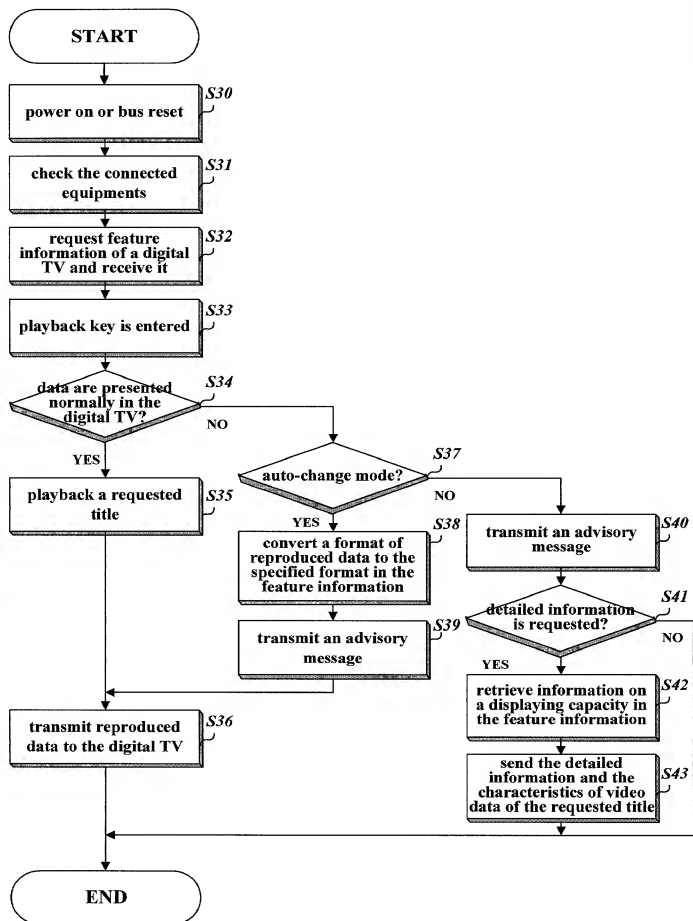 START
S30
power on or bus reset
S31
check the connected
equipments
S32
request feature
information of a digital
TV and receive it
S33
playback key is entered
S34
data are presented
normally in the
digital TV?
NO
YES
S35
playback a requested
title
S37
auto-change mode?
NO
YES
S38
convert a format of
reproduced data to the
specified format in the
feature information
S39
transmit an advisory
message
S36
transmit reproduced
data to the digital TV
S40
transmit an advisory
message
S41
detailed information
is requested?
NO
YES
S42
retrieve information on
a displaying capacity in
the feature information
S43
send the detailed
information and the
characteristics of video
data of the requested title
END